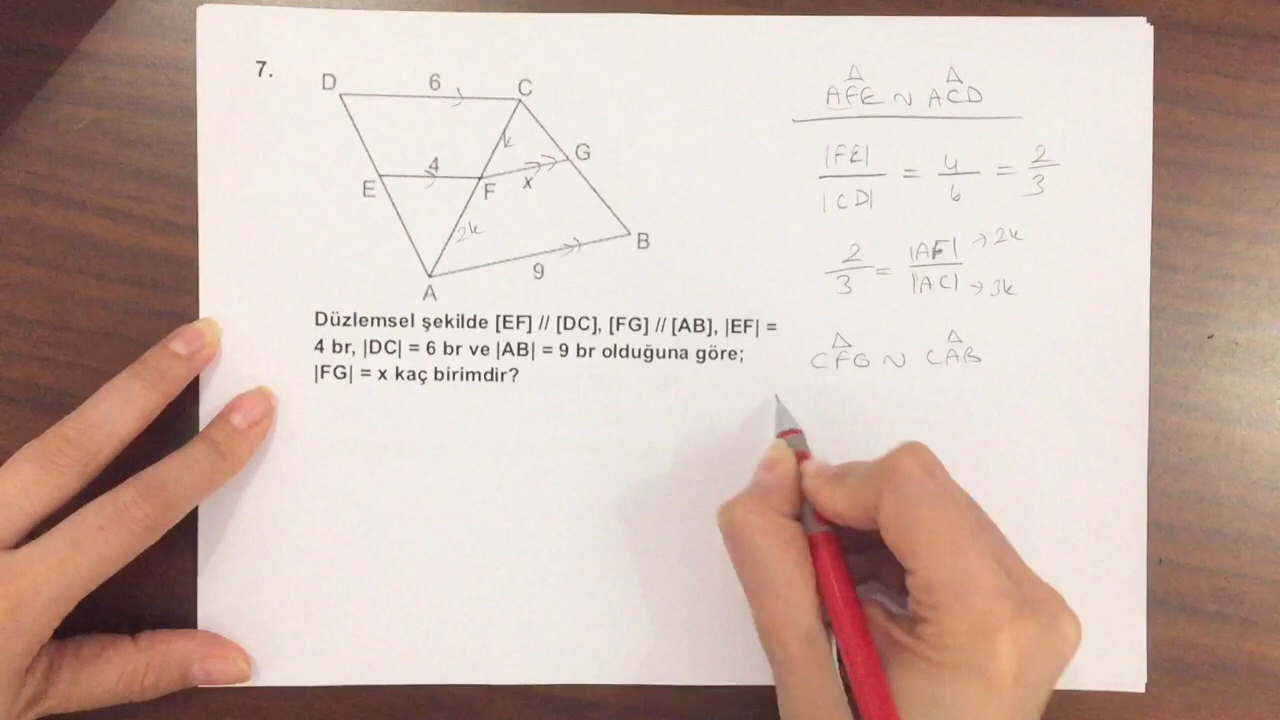 7.
D 6 C
E 4 F x G
k
2k
B
9
A
Düzlemsel şekilde [EF] // [DC], [FG] // [AB], |EF| =
4 br, |DC| = 6 br ve |AB| = 9 br olduğuna göre;
|FG| = x kaç birimdir?
AFE ~ ACD
|FE| / |CD| = 4/6 = 2/3
2/3 = |AF| → 2k / |AC| → 3k
CFG ~ CAB